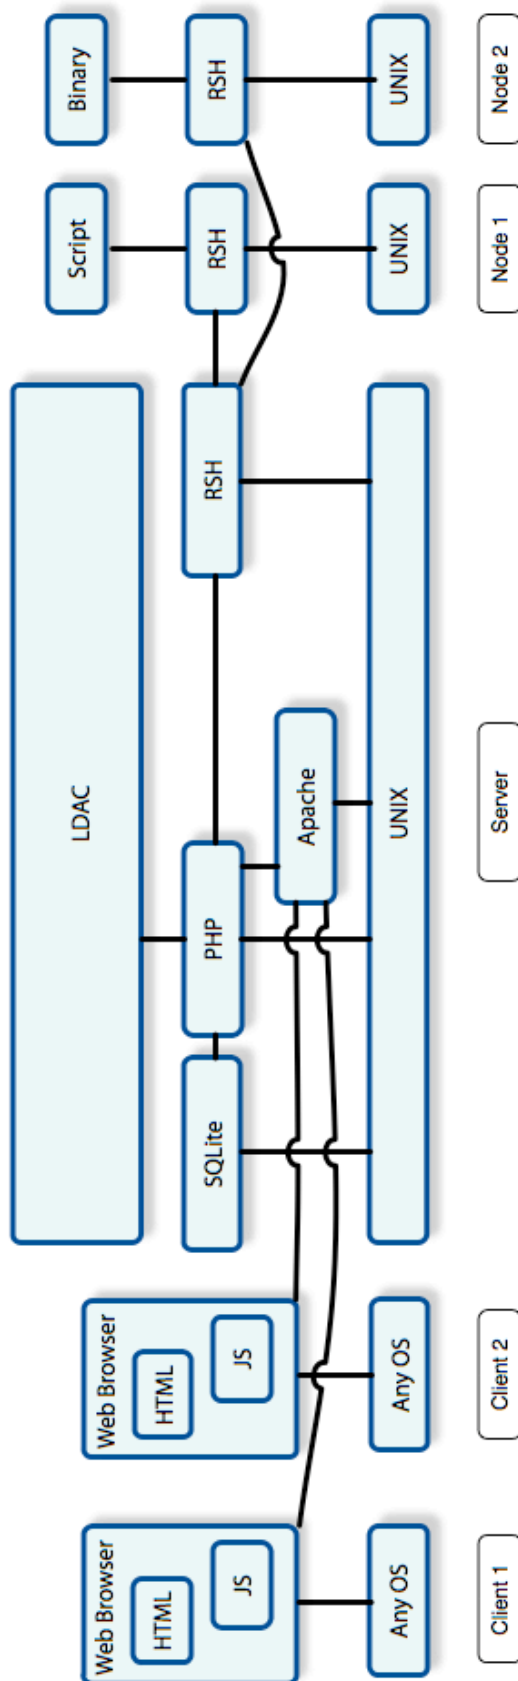 Web Browser
HTML
JS
Any OS
Client 1
Web Browser
HTML
JS
Any OS
Client 2
LDAC
SQLite
PHP
Apache
RSH
UNIX
Server
Script
RSH
UNIX
Node 1
Binary
RSH
UNIX
Node 2